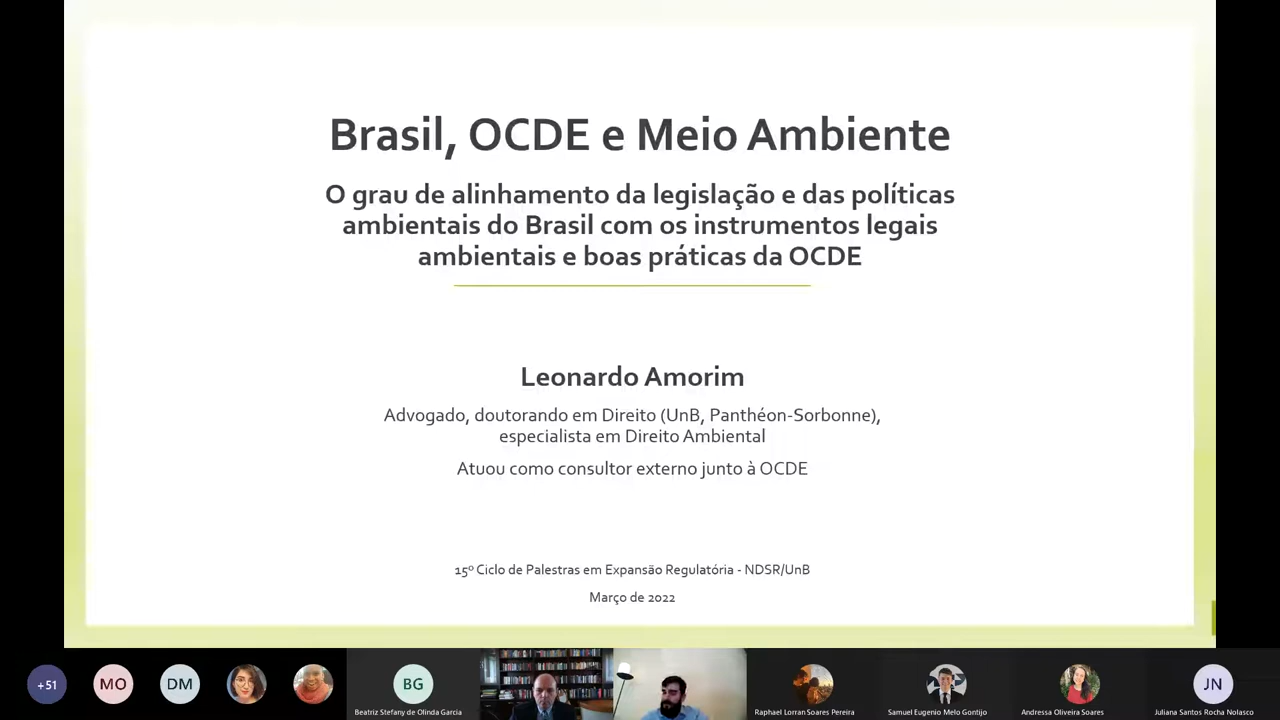 Brasil, OCDE e Meio Ambiente
O grau de alinhamento da legislação e das políticas
ambientais do Brasil com os instrumentos legais
ambientais e boas práticas da OCDE
Leonardo Amorim
Advogado, doutorando em Direito (UnB, Panthéon-Sorbonne),
especialista em Direito Ambiental
Atuou como consultor externo junto à OCDE
15º Ciclo de Palestras em Expansão Regulatória - NDSR/UnB
Março de 2022
+51
MO
DM
BG
JN
Beatriz Stefany de Olinda Garcia
Raphael Lorran Soares Pereira
Samuel Eugenio Melo Gontijo
Andressa Oliveira Soares
Juliana Santos Rocha Nolasco